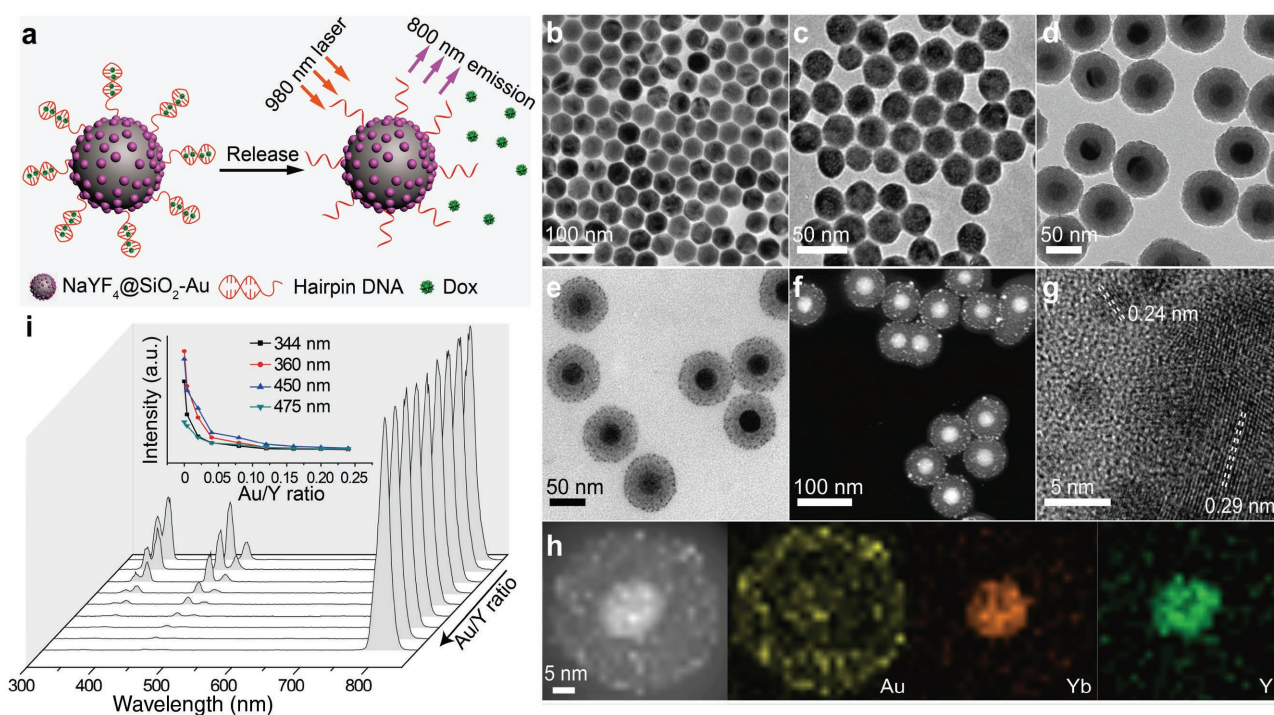 a
980 nm laser
800 nm emission
Release
NaYF4@SiO2-Au
Hairpin DNA
Dox
b
100 nm
c
50 nm
d
50 nm
e
50 nm
f
100 nm
g
0.24 nm
0.29 nm
5 nm
h
5 nm
Au
Yb
Y
i
344 nm
360 nm
450 nm
475 nm
Intensity (a.u.)
0 0.05 0.10 0.15 0.20 0.25
Au/Y ratio
Au/Y ratio
300 400 500 600 700 800
Wavelength (nm)